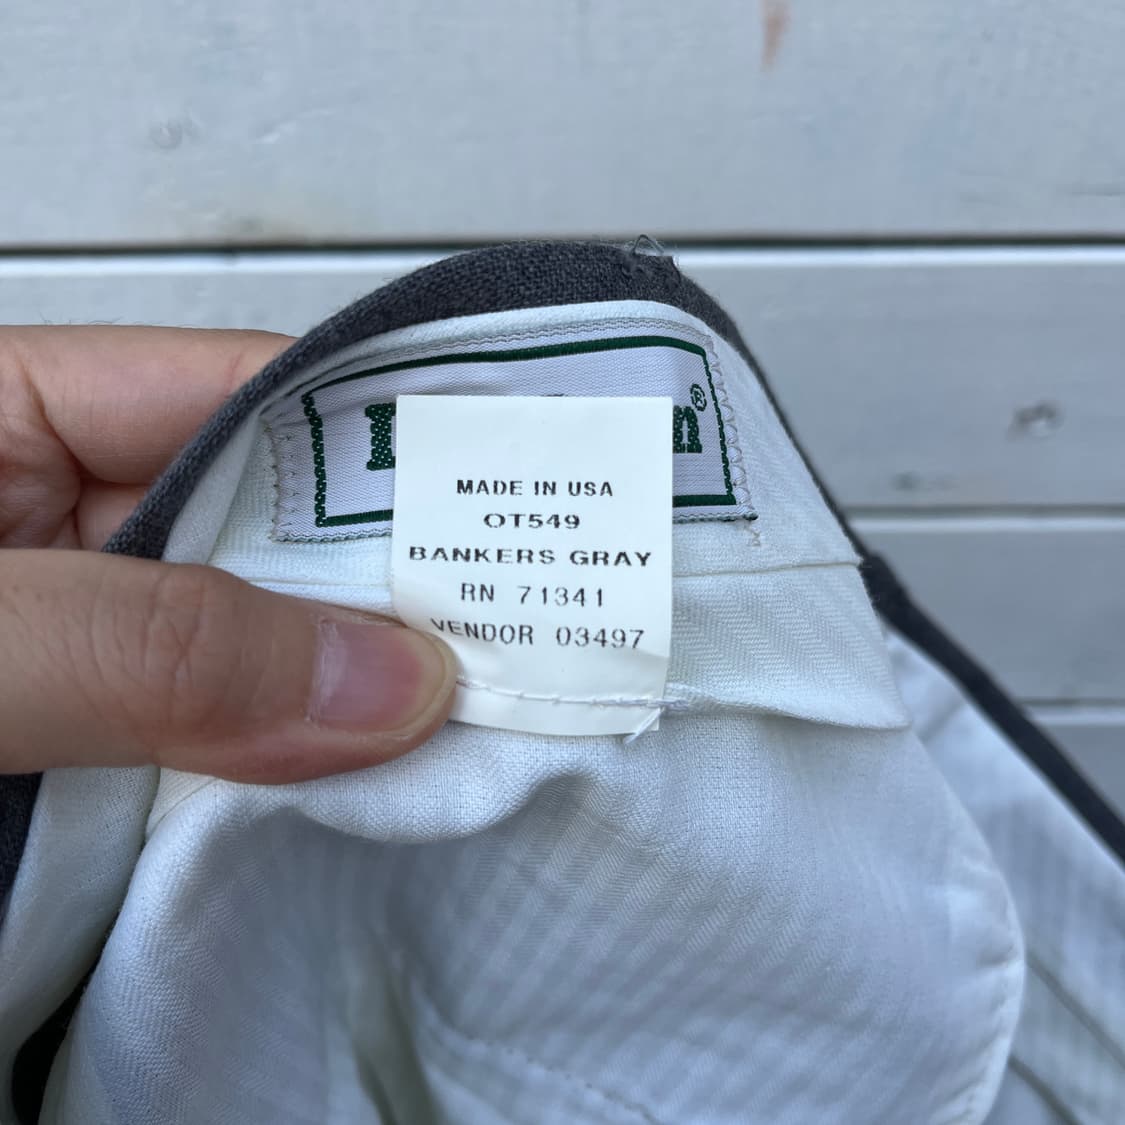 n®
MADE IN USA
OT549
BANKERS GRAY
RN 71341
VENDOR 03497